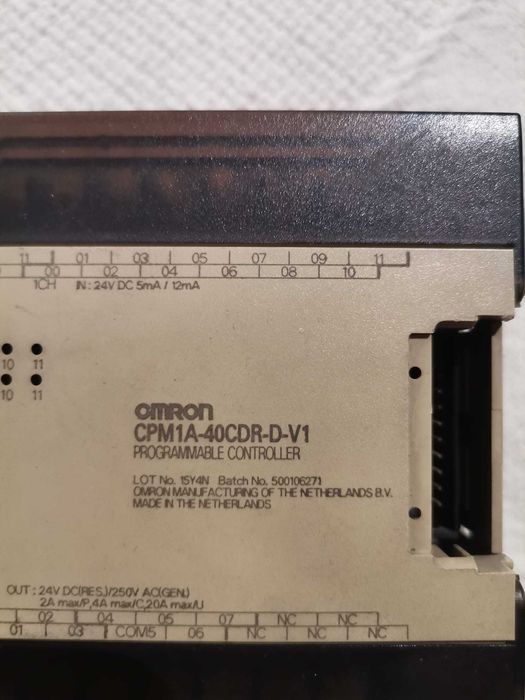 11 01 03 05 07 09 11
00 02 04 06 08 10
1CH IN : 24V DC 5mA / 12mA
10 11
10 11
OMRON
CPM1A-40CDR-D-V1
PROGRAMMABLE CONTROLLER
LOT No. 15Y4N Batch No. 500106271
OMRON MANUFACTURING OF THE NETHERLANDS B.V.
MADE IN THE NETHERLANDS
OUT : 24V DC(RES.)/250V AC(GEN.)
2A max/P,4A max/C,20A max/U
02 04 05 07 NC NC
01 03 COM5 06 NC NC NC